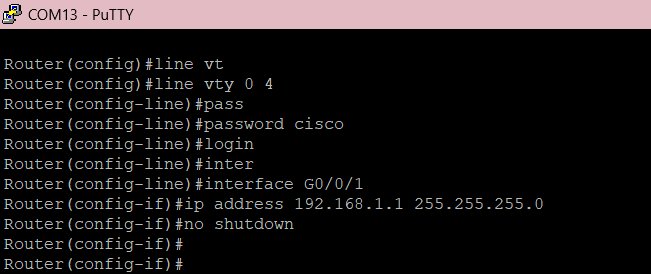 COM13 - PuTTY
Router(config)#line vt
Router(config)#line vty 0 4
Router(config-line)#pass
Router(config-line)#password cisco
Router(config-line)#login
Router(config-line)#inter
Router(config-line)#interface G0/0/1
Router(config-if)#ip address 192.168.1.1 255.255.255.0
Router(config-if)#no shutdown
Router(config-if)#
Router(config-if)#